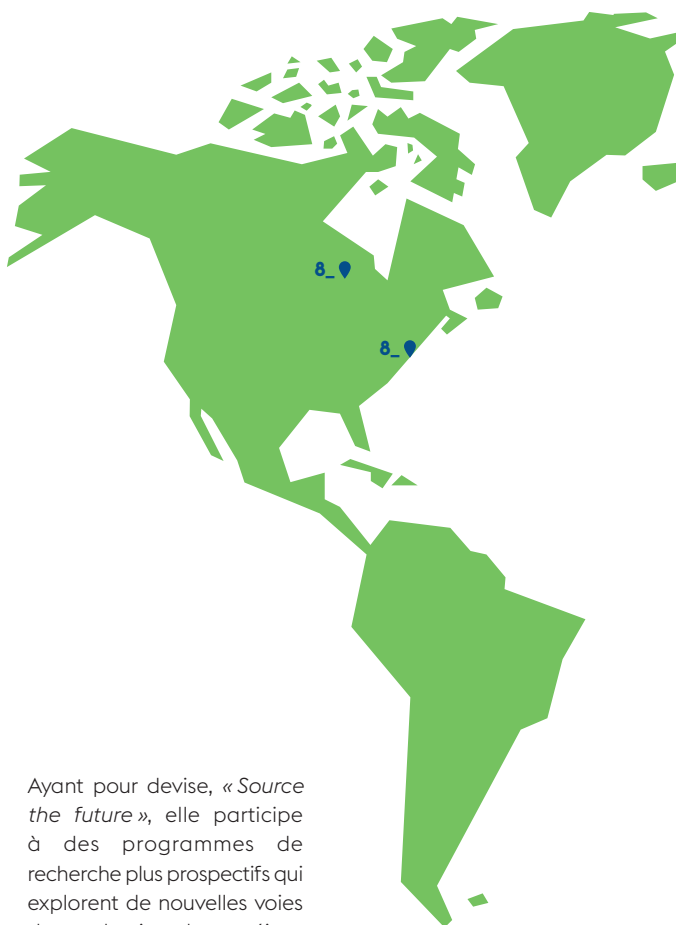 8_
8_
Ayant pour devise, « Source
the future », elle participe
à des programmes de
recherche plus prospectifs qui
explorent de nouvelles voies